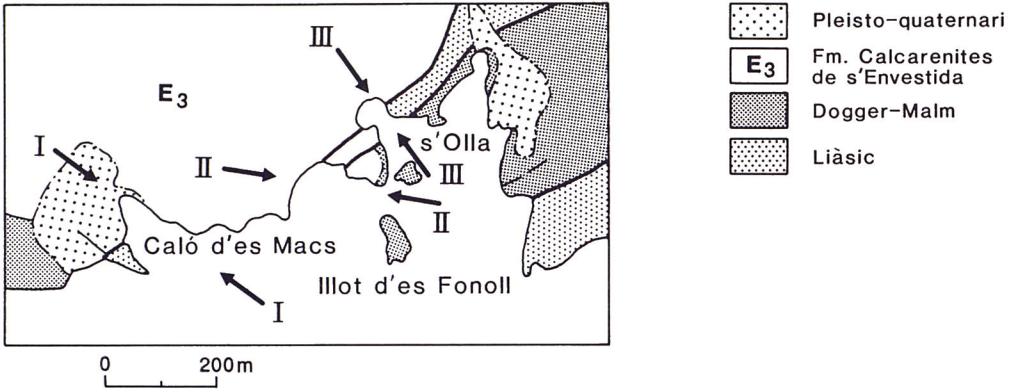 III
E3
I
II
s'Olla
III
II
Caló d'es Macs
Illot d'es Fonoll
I
0 200m
Pleisto-quaternari
E3 Fm. Calcarenites
de s'Envestida
Dogger-Malm
Liàsic